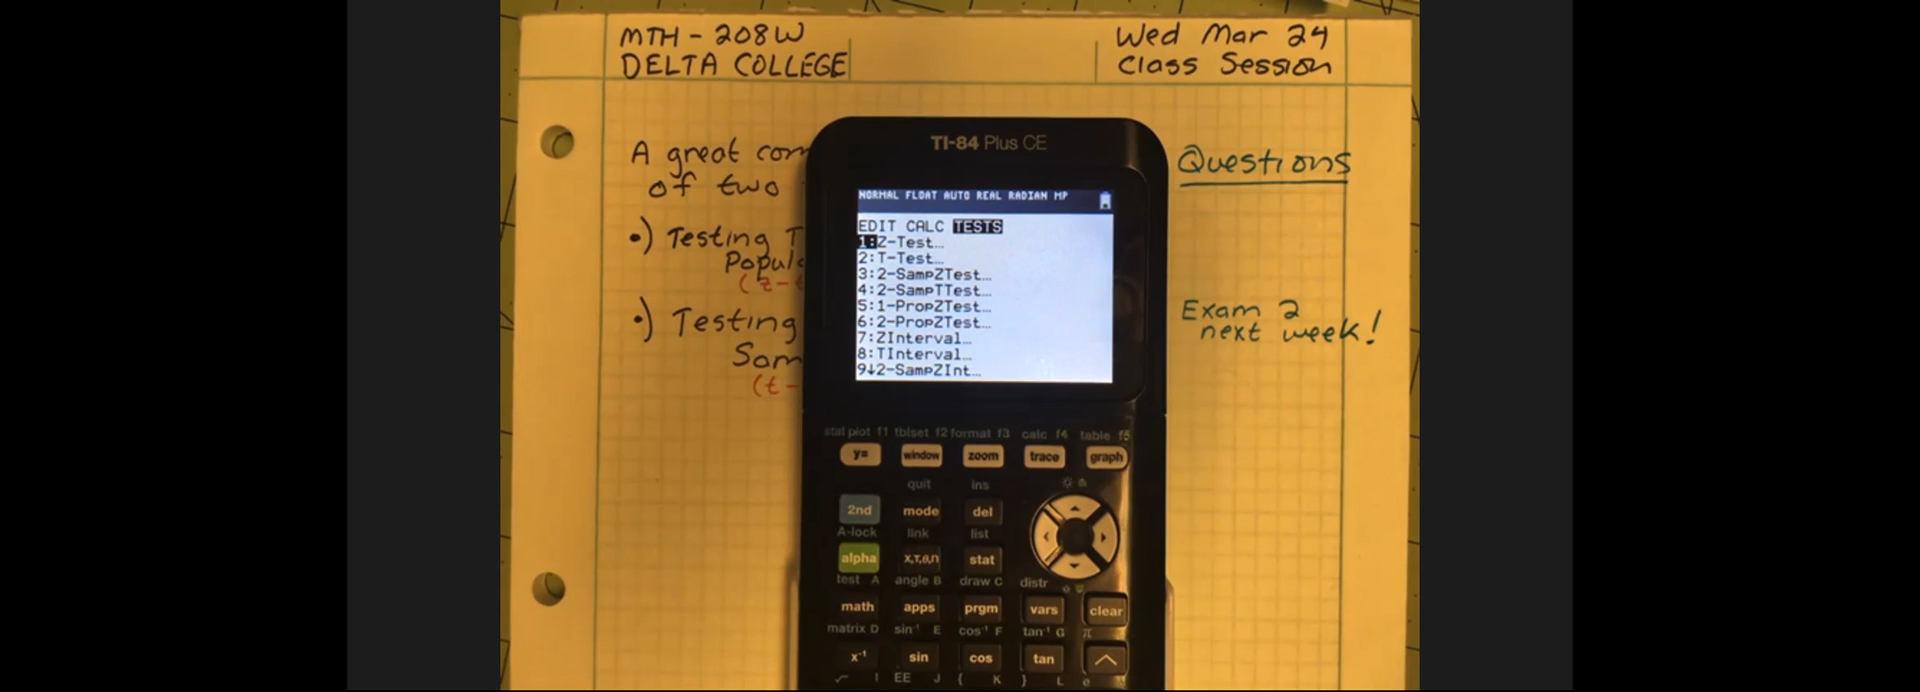 MTH - 208W
DELTA COLLEGE
Wed Mar 24
Class Session
A great com
of two
•) Testing T
Popula
(z-t
•) Testing
Sam
(t-
Questions
Exam 2
next week!
TI-84 Plus CE
NORMAL FLOAT AUTO REAL RADIAN MP
EDIT CALC TESTS
1:Z-Test…
2:T-Test…
3:2-SampZTest…
4:2-SampTTest…
5:1-PropZTest…
6:2-PropZTest…
7:ZInterval…
8:TInterval…
9↓2-SampZInt…
stat plot f1 tblset f2 format f3 calc f4 table f5
y= window zoom trace graph
quit ins
2nd mode del
A-lock link list
alpha X,T,θ,n stat
test A angle B draw C distr
math apps prgm vars clear
matrix D sin⁻¹ E cos⁻¹ F tan⁻¹ G π
x⁻¹ sin cos tan ^
√ I EE J { K } L e